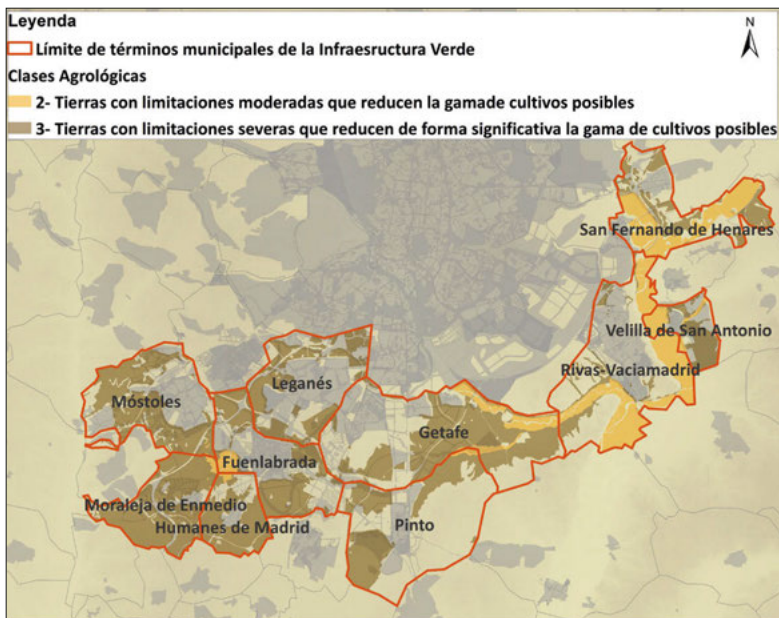 Leyenda
N
Límite de términos municipales de la Infraesructura Verde
Clases Agrológicas
2- Tierras con limitaciones moderadas que reducen la gamade cultivos posibles
3- Tierras con limitaciones severas que reducen de forma significativa la gama de cultivos posibles
San Fernando de Henares
Velilla de San Antonio
Rivas-Vaciamadrid
Leganés
Móstoles
Getafe
Fuenlabrada
Moraleja de Enmedio
Humanes de Madrid
Pinto